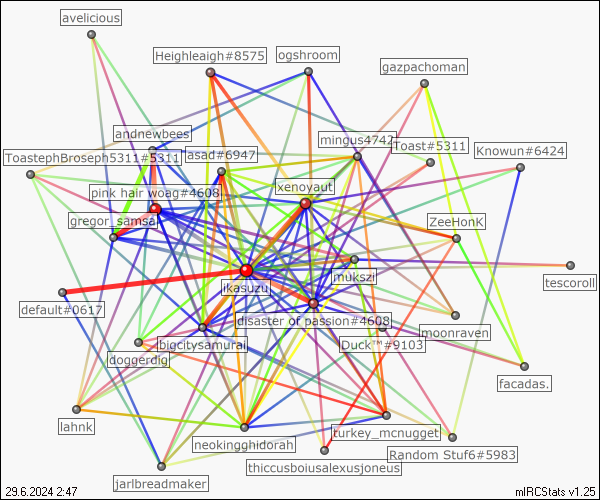 avelicious
Heighleaigh#8575
ogshroom
gazpachoman
andnewbees
mingus4742
Toast#5311
Knowun#6424
ToastephBroseph5311#5311
asad#6947
pink hair woag#4608
xenoyaut
gregor_samsa
ZeeHonK
ikasuzu
mukszi
tescoroll
default#0617
disaster of passion#4608
moonraven
bigcitysamurai
Duck™#9103
doggerdig
facadas.
lahnk
turkey_mcnugget
neokingghidorah
Random Stuf6#5983
thiccusboiusalexusjoneus
jarlbreadmaker
29.6.2024 2:47
mIRCStats v1.25